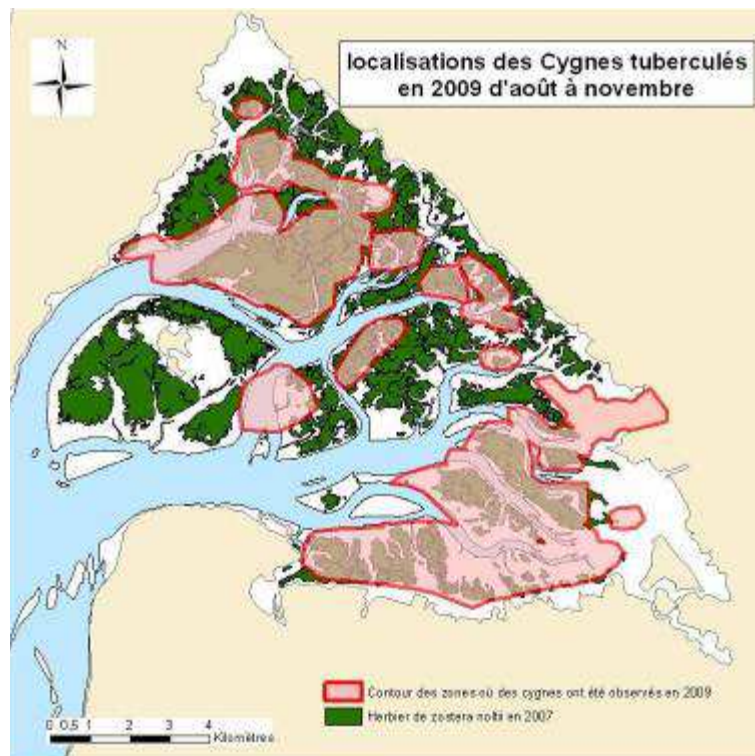 N
localisations des Cygnes tuberculés
en 2009 d'août à novembre
Contour des zones où des cygnes ont été observés en 2009
Herbier de zostera noltii en 2007
0 0,5 1 2 3 4
Kilomètres